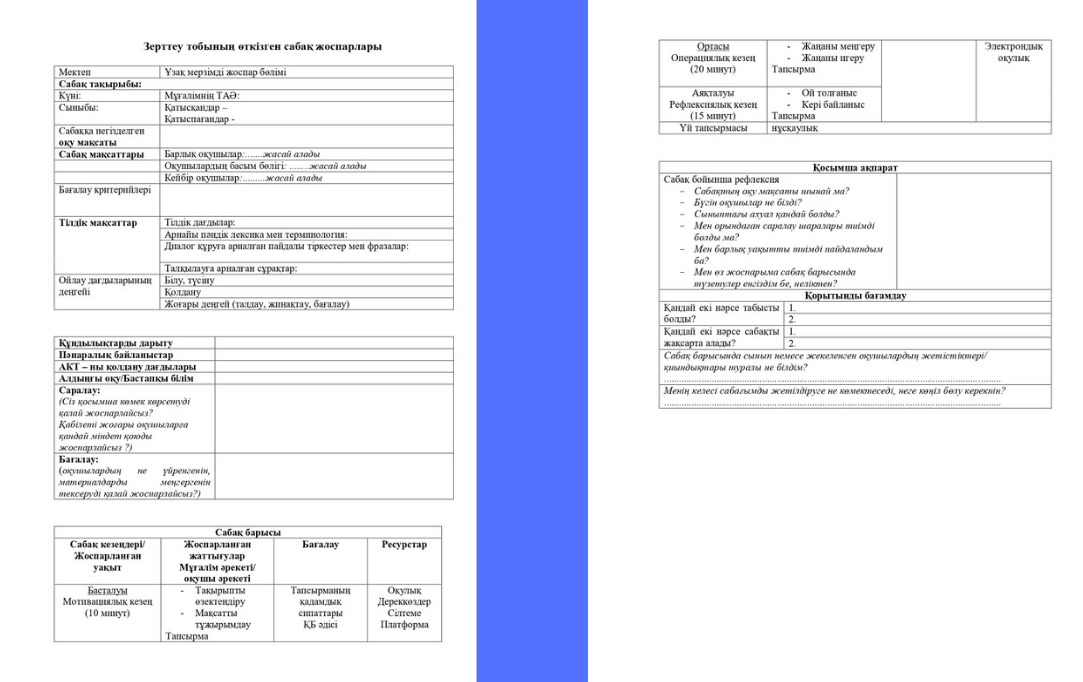 Зерттеу тобының өткізген сабақ жоспарлары
Мектеп Ұзақ мерзімді жоспар бөлімі
Сабақ тақырыбы:
Күні: Мұғалімнің ТАӘ:
Сыныбы: Қатысқандар –
Қатыспағандар -
Сабаққа негізделген
оқу мақсаты
Сабақ мақсаттары Барлық оқушылар:.......жасай алады
Оқушылардың басым бөлігі: ........жасай алады
Кейбір оқушылар:.........жасай алады
Бағалау критерийлері
Тілдік мақсаттар Тілдік дағдылары:
Арнайы пәндік лексика мен терминология:
Диалог құруға арналған пайдалы тіркестер мен фразалар:
Талқылауға арналған сұрақтар:
Ойлау дағдыларының
деңгейі
Білу, түсіну
Қолдану
Жоғары деңгей (талдау, жинақтау, бағалау)
Құндылықтарды дарыту
Пәнаралық байланыстар
АКТ – ны қолдану дағдылары
Алдыңғы оқу/Бастапқы білім
Саралау:
(Сіз қосымша көмек көрсетуді
қалай жоспарлайсыз?
Қабілеті жоғары оқушыларға
қандай міндет қоюды
жоспарлайсыз ?)
Бағалау:
(оқушылардың не үйренгенін,
материалдарды меңгергенін
тексеруді қалай жоспарлайсыз?)
Сабақ барысы
Сабақ кезеңдері/
Жоспарланған
уақыт
Жоспарланған
жаттығулар
Мұғалім әрекеті/
оқушы әрекеті
Бағалау
Ресурстар
Басталуы
Мотивациялық кезең
(10 минут)
- Тақырыпты
өзектендіру
- Мақсатты
тұжырымдау
Тапсырма
Тапсырманың
қадамдық
сипаттары
ҚБ әдісі
Оқулық
Дереккөздер
Сілтеме
Платформа
Ортасы
Операциялық кезең
(20 минут)
- Жаңаны меңгеру
- Жаңаны игеру
Тапсырма
Электрондық
оқулық
Аяқталуы
Рефлексиялық кезең
(15 минут)
- Ой толғаныс
- Кері байланыс
Тапсырма
Үй тапсырмасы нұсқаулық
Қосымша ақпарат
Сабақ бойынша рефлексия
– Сабақтың оқу мақсаты шынай ма?
– Бүгін оқушылар не білді?
– Сыныптағы ахуал қандай болды?
– Мен орындаған саралау шаралары тиімді
болды ма?
– Мен барлық уақытты тиімді пайдаландым
ба?
– Мен өз жоспарыма сабақ барысында
түзетулер енгіздім бе, неліктен?
Қорытынды бағамдау
Қандай екі нәрсе табысты
болды?
1.
2.
Қандай екі нәрсе сабақты
жақсарта алады?
1.
2.
Сабақ барысында сынып немесе жекеленген оқушылардың жетістіктері/
қиындықтары туралы не білдім?
................................................................................................................
Менің келесі сабағымды жетілдіруге не көмектеседі, неге көңіл бөлу керекпін?
................................................................................................................